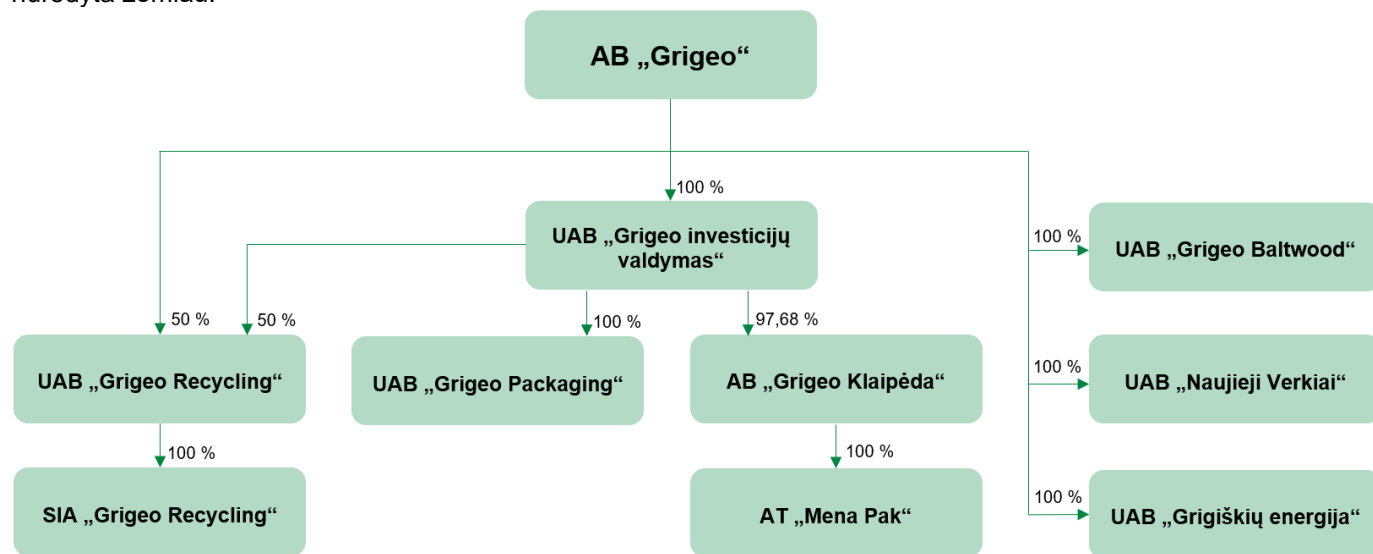 AB „Grigeo“
100 %
UAB „Grigeo investicijų
valdymas“
100 %
UAB „Grigeo Baltwood“
50 %
50 %
100 %
97,68 %
UAB „Grigeo Recycling“
UAB „Grigeo Packaging“
AB „Grigeo Klaipėda“
100 %
UAB „Naujieji Verkiai“
100 %
100 %
SIA „Grigeo Recycling“
AT „Mena Pak“
100 %
UAB „Grigiškių energija“